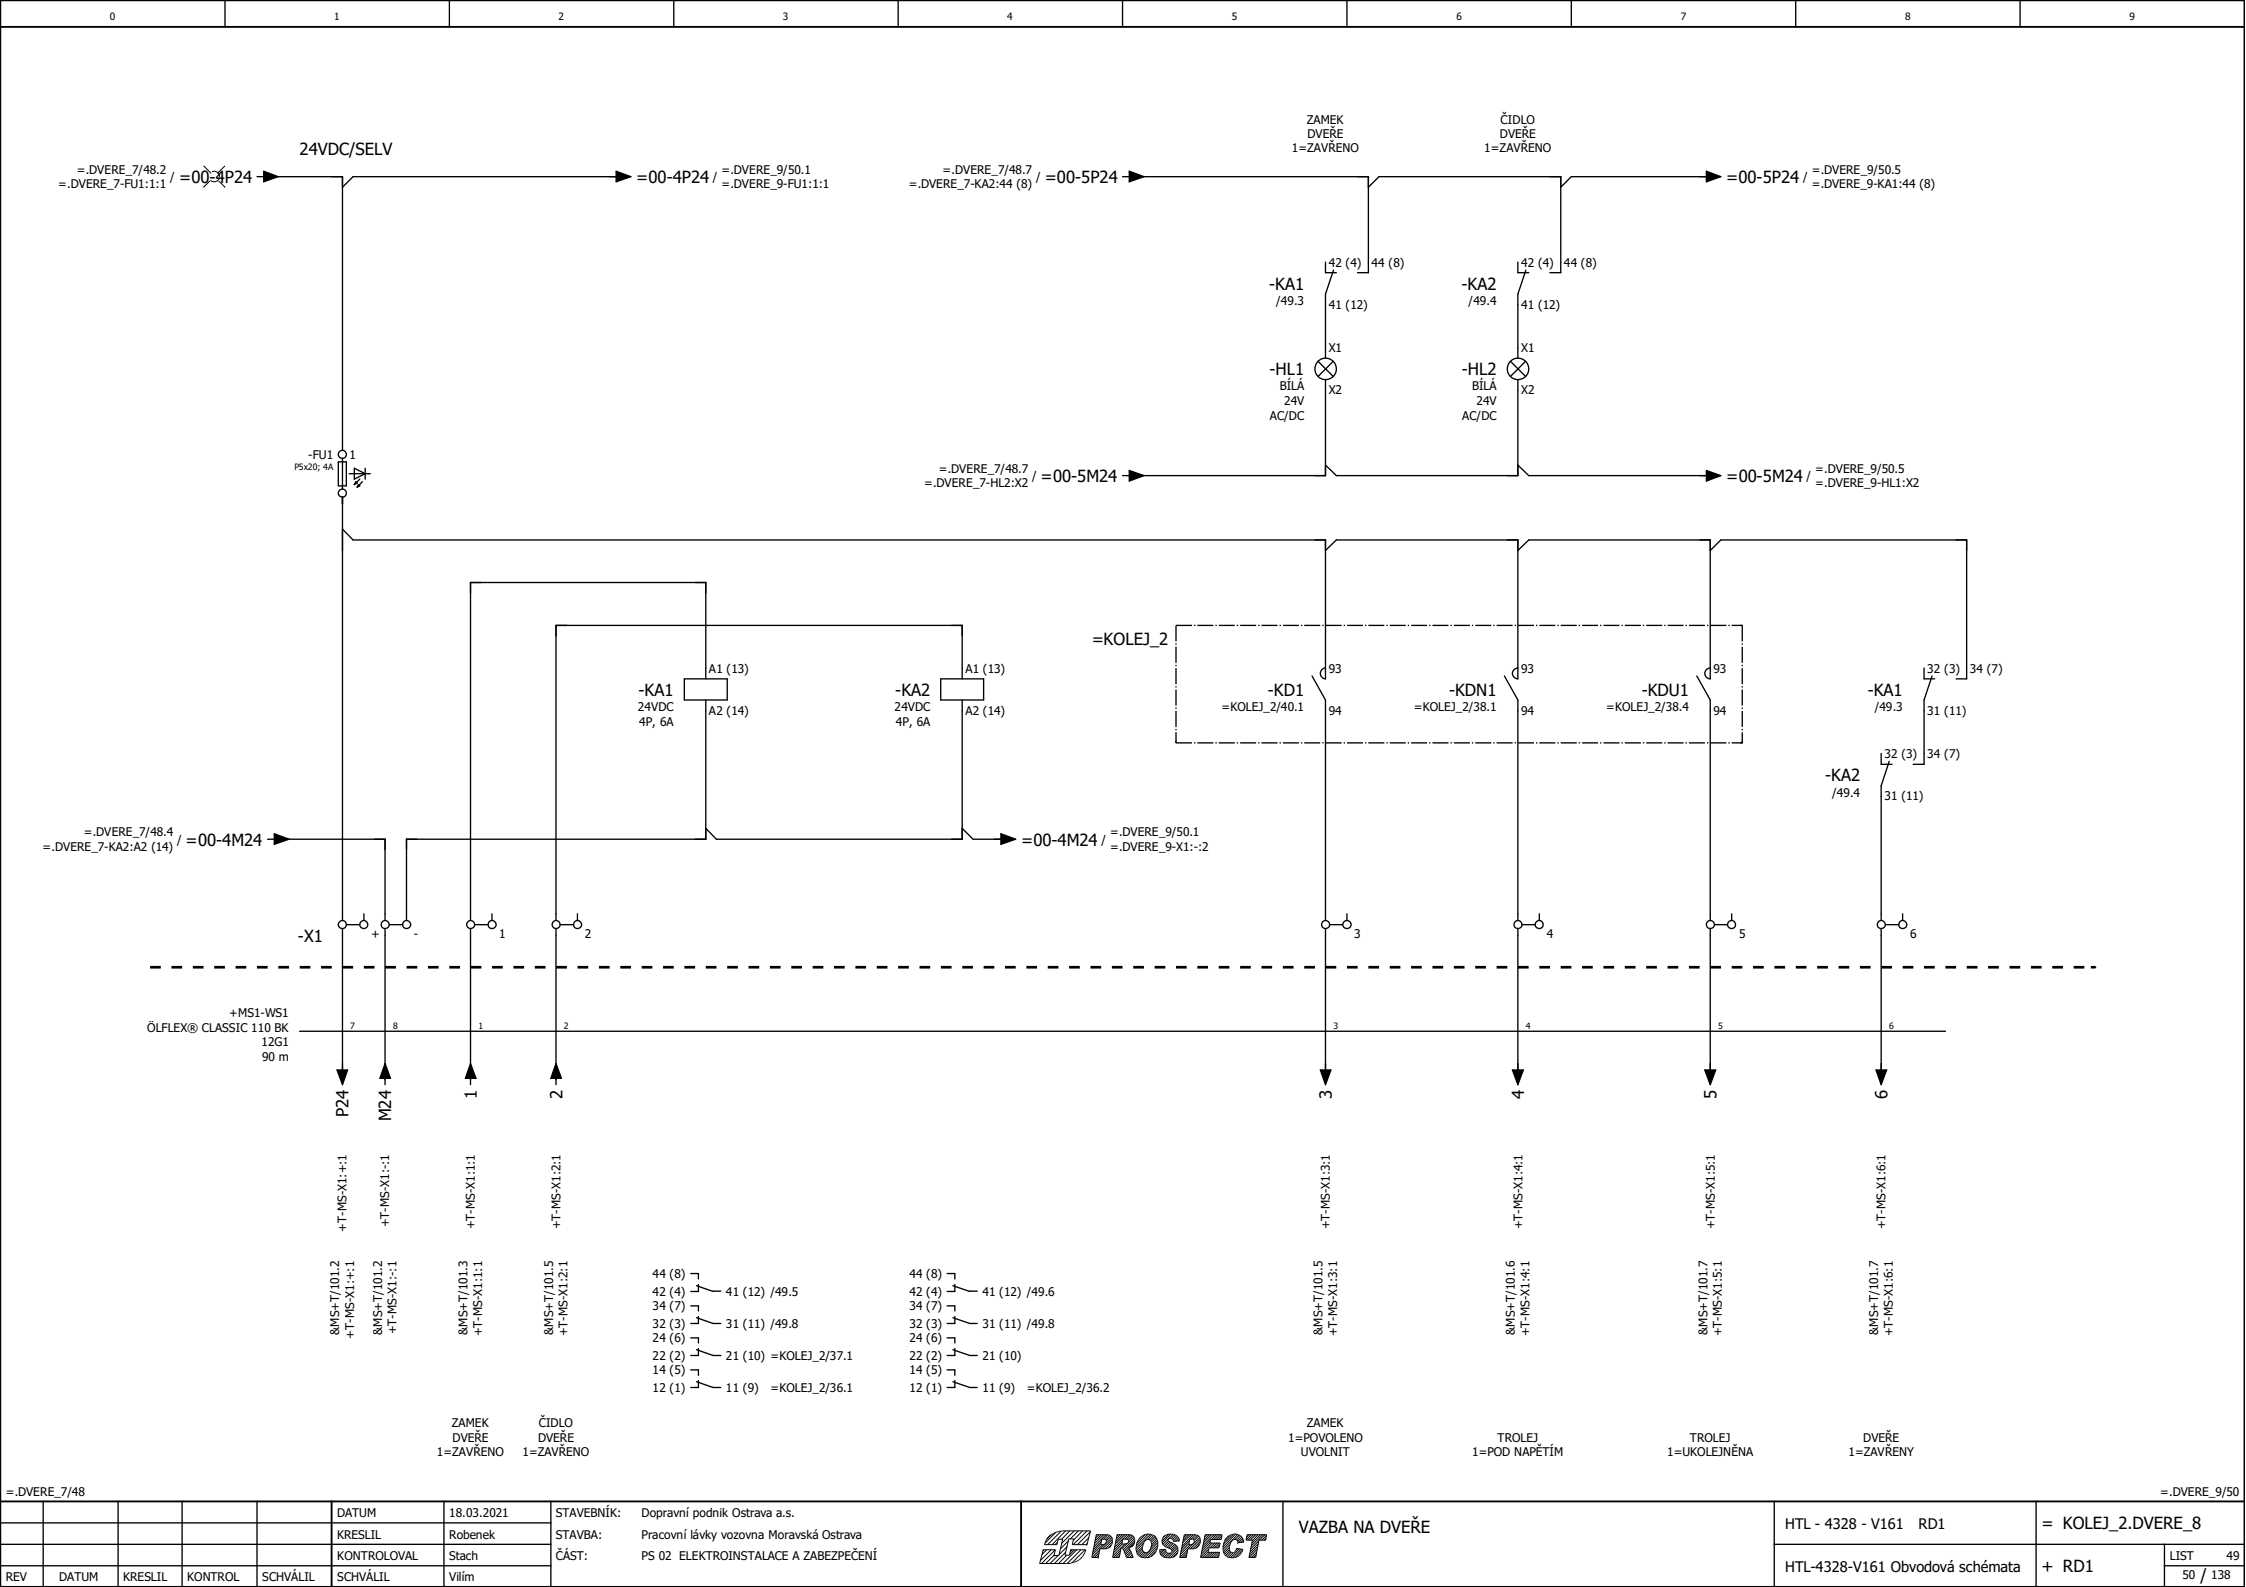 0 1 2 3 4 5 6 7 8 9
ZAMEK
DVEŘE
1=ZAVŘENO
ČIDLO
DVEŘE
1=ZAVŘENO
24VDC/SELV
=.DVERE_7/48.2
=.DVERE_7-FU1:1:1
/ =00-4P24
=00-4P24 /
=.DVERE_9/50.1
=.DVERE_9-FU1:1:1
=.DVERE_7/48.7
=.DVERE_7-KA2:44 (8)
/ =00-5P24
=00-5P24 /
=.DVERE_9/50.5
=.DVERE_9-KA1:44 (8)
42 (4) 44 (8)
-KA1
/49.3
41 (12)
42 (4) 44 (8)
-KA2
/49.4
41 (12)
X1
-HL1
BÍLÁ
24V
AC/DC
X2
X1
-HL2
BÍLÁ
24V
AC/DC
X2
-FU1 1
P5x20; 4A
=.DVERE_7/48.7
=.DVERE_7-HL2:X2
/ =00-5M24
=00-5M24 /
=.DVERE_9/50.5
=.DVERE_9-HL1:X2
=KOLEJ_2
A1 (13)
-KA1
24VDC
4P, 6A
A2 (14)
A1 (13)
-KA2
24VDC
4P, 6A
A2 (14)
93
-KD1
=KOLEJ_2/40.1
94
93
-KDN1
=KOLEJ_2/38.1
94
93
-KDU1
=KOLEJ_2/38.4
94
32 (3) 34 (7)
-KA1
/49.3
31 (11)
32 (3) 34 (7)
-KA2
/49.4
31 (11)
=.DVERE_7/48.4
=.DVERE_7-KA2:A2 (14)
/ =00-4M24
=00-4M24 /
=.DVERE_9/50.1
=.DVERE_9-X1:-:2
-X1 + - 1 2 3 4 5 6
+MS1-WS1
ÖLFLEX® CLASSIC 110 BK
12G1
90 m
7 8 1 2 3 4 5 6
P24 M24 1 2 3 4 5 6
+T-MS-X1:+:1
+T-MS-X1:-:1
+T-MS-X1:1:1
+T-MS-X1:2:1
+T-MS-X1:3:1
+T-MS-X1:4:1
+T-MS-X1:5:1
+T-MS-X1:6:1
&MS+T/101.2
+T-MS-X1:+:1
&MS+T/101.2
+T-MS-X1:-:1
&MS+T/101.3
+T-MS-X1:1:1
&MS+T/101.5
+T-MS-X1:2:1
&MS+T/101.5
+T-MS-X1:3:1
&MS+T/101.6
+T-MS-X1:4:1
&MS+T/101.7
+T-MS-X1:5:1
&MS+T/101.7
+T-MS-X1:6:1
44 (8)
42 (4) 41 (12) /49.5
34 (7)
32 (3) 31 (11) /49.8
24 (6)
22 (2) 21 (10) =KOLEJ_2/37.1
14 (5)
12 (1) 11 (9) =KOLEJ_2/36.1
44 (8)
42 (4) 41 (12) /49.6
34 (7)
32 (3) 31 (11) /49.8
24 (6)
22 (2) 21 (10)
14 (5)
12 (1) 11 (9) =KOLEJ_2/36.2
ZAMEK
DVEŘE
1=ZAVŘENO
ČIDLO
DVEŘE
1=ZAVŘENO
ZAMEK
1=POVOLENO
UVOLNIT
TROLEJ
1=POD NAPĚTÍM
TROLEJ
1=UKOLEJNĚNA
DVEŘE
1=ZAVŘENY
=.DVERE_7/48
=.DVERE_9/50
DATUM 18.03.2021
KRESLIL Robenek
KONTROLOVAL Stach
REV DATUM KRESLIL KONTROL SCHVÁLIL SCHVÁLIL Vilím
STAVEBNÍK: Dopravní podnik Ostrava a.s.
STAVBA: Pracovní lávky vozovna Moravská Ostrava
ČÁST: PS 02 ELEKTROINSTALACE A ZABEZPEČENÍ
PROSPECT
VAZBA NA DVEŘE
HTL - 4328 - V161 RD1
HTL-4328-V161 Obvodová schémata
= KOLEJ_2.DVERE_8
+ RD1
LIST 49
50 / 138